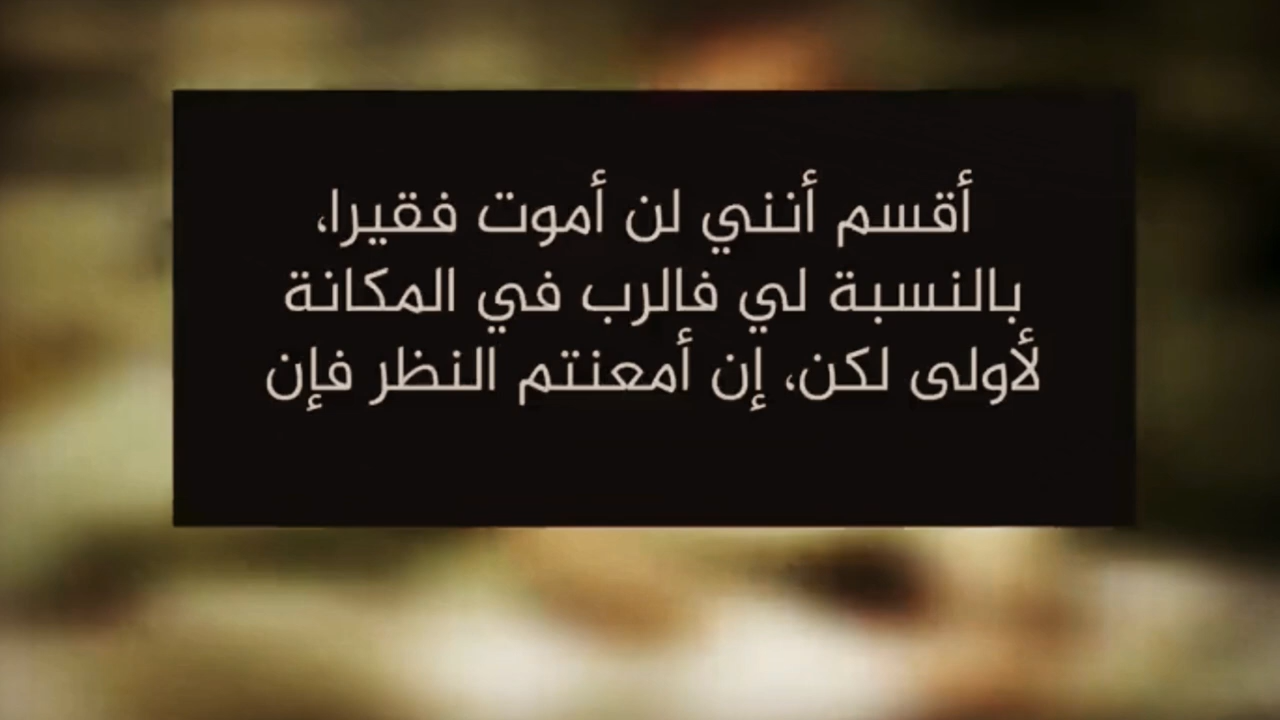 أقسم أنني لن أموت فقيرا،
بالنسبة لي فالرب في المكانة
لأولى لكن، إن أمعنتم النظر فإن